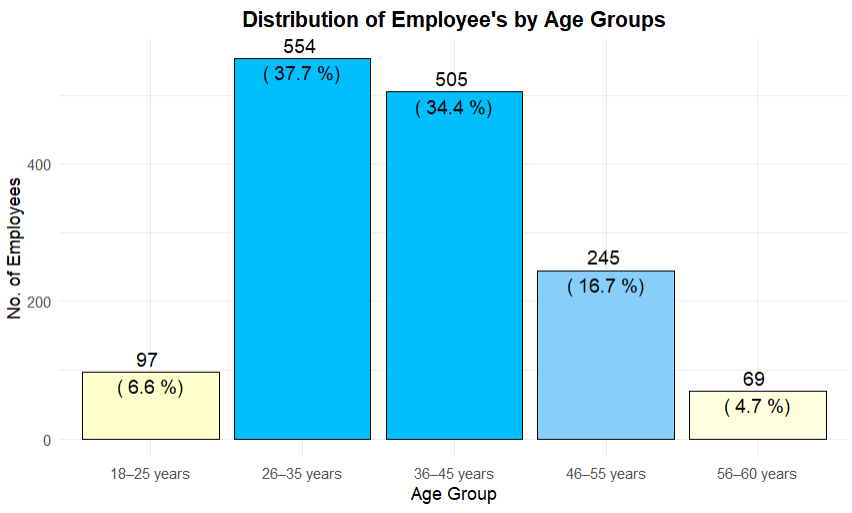 Distribution of Employee's by Age Groups
554
( 37.7 %)
505
( 34.4 %)
245
( 16.7 %)
97
( 6.6 %)
69
( 4.7 %)
No. of Employees
400
200
0
18–25 years
26–35 years
36–45 years
46–55 years
56–60 years
Age Group